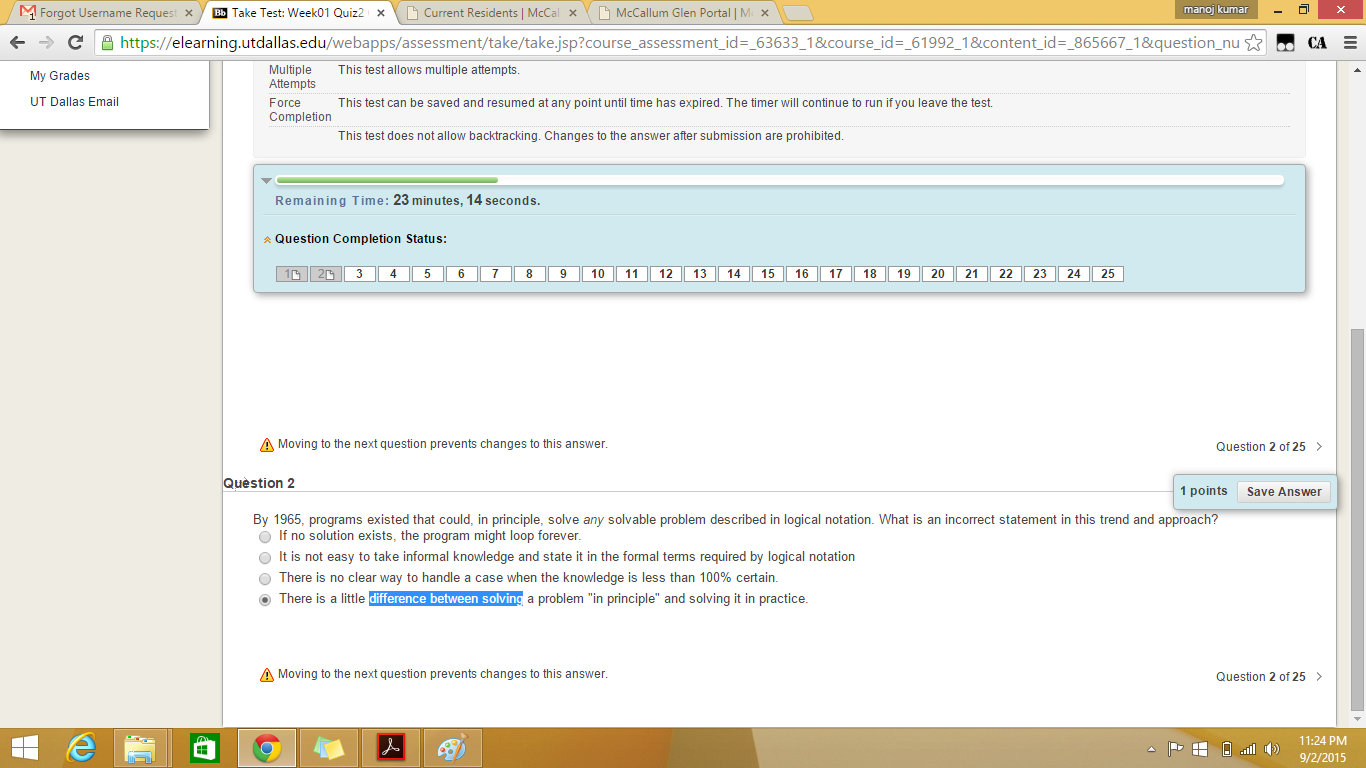 Forgot Username Request
Take Test: Week01 Quiz2
Current Residents | McCal
McCallum Glen Portal | M
manoj kumar
https://elearning.utdallas.edu/webapps/assessment/take/take.jsp?course_assessment_id=_63633_1&course_id=_61992_1&content_id=_865667_1&question_nu
CA
My Grades
UT Dallas Email
Multiple Attempts This test allows multiple attempts.
Force Completion This test can be saved and resumed at any point until time has expired. The timer will continue to run if you leave the test.
This test does not allow backtracking. Changes to the answer after submission are prohibited.
Remaining Time: 23 minutes, 14 seconds.
Question Completion Status:
1 2 3 4 5 6 7 8 9 10 11 12 13 14 15 16 17 18 19 20 21 22 23 24 25
Moving to the next question prevents changes to this answer.
Question 2 of 25
Question 2
1 points Save Answer
By 1965, programs existed that could, in principle, solve any solvable problem described in logical notation. What is an incorrect statement in this trend and approach?
If no solution exists, the program might loop forever.
It is not easy to take informal knowledge and state it in the formal terms required by logical notation
There is no clear way to handle a case when the knowledge is less than 100% certain.
There is a little difference between solving a problem "in principle" and solving it in practice.
Moving to the next question prevents changes to this answer.
Question 2 of 25
11:24 PM
9/2/2015